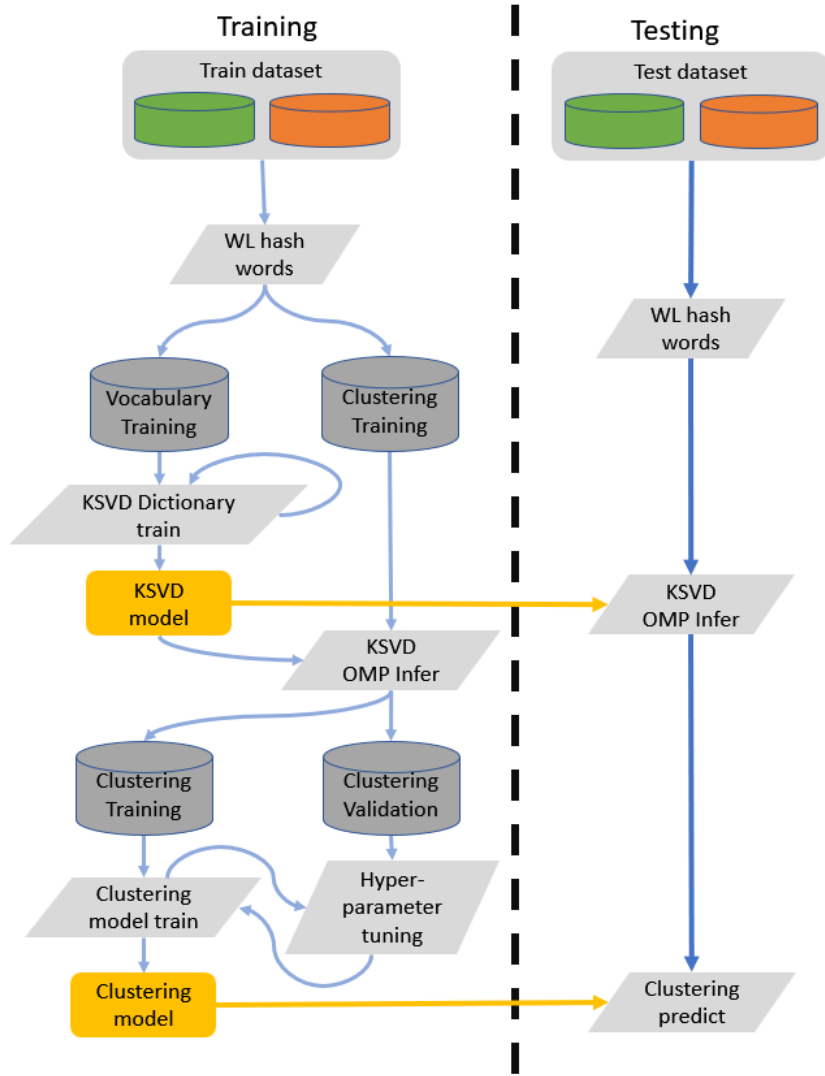 Training
Testing
Train dataset
Test dataset
WL hash
words
WL hash
words
Vocabulary
Training
Clustering
Training
KSVD Dictionary
train
KSVD
model
KSVD
OMP Infer
KSVD
OMP Infer
Clustering
Training
Clustering
Validation
Clustering
model train
Hyper-
parameter
tuning
Clustering
model
Clustering
predict